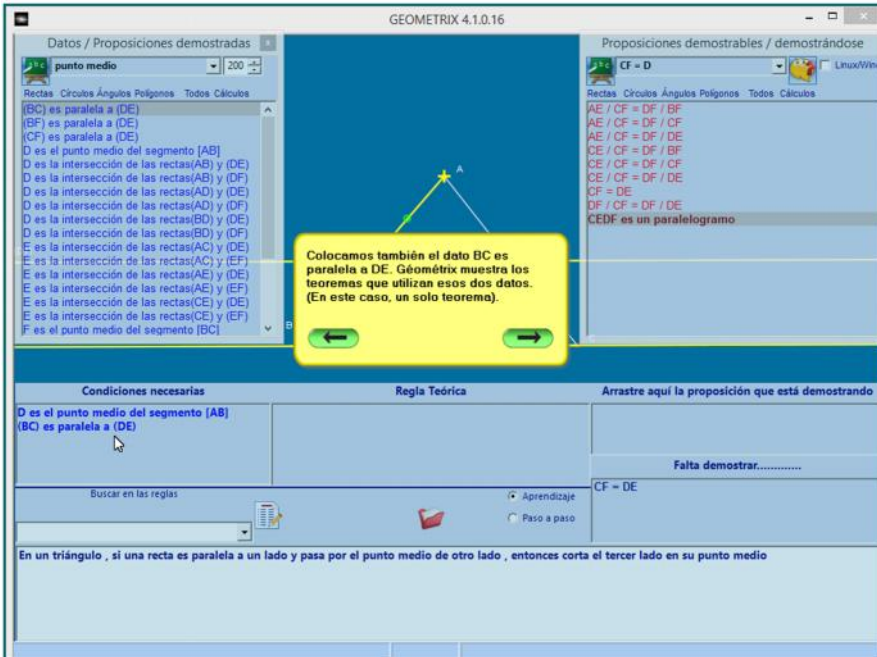 GEOMETRIX 4.1.0.16
Datos / Proposiciones demostradas
punto medio
200
Rectas Círculos Ángulos Polígonos Todos Cálculos
(BC) es paralela a (DE)
(BF) es paralela a (DE)
(CF) es paralela a (DE)
D es el punto medio del segmento [AB]
D es la intersección de las rectas(AB) y (DE)
D es la intersección de las rectas(AB) y (DF)
D es la intersección de las rectas(AD) y (DE)
D es la intersección de las rectas(AD) y (DF)
D es la intersección de las rectas(BD) y (DE)
D es la intersección de las rectas(BD) y (DF)
E es la intersección de las rectas(AC) y (DE)
E es la intersección de las rectas(AC) y (EF)
E es la intersección de las rectas(AE) y (DE)
E es la intersección de las rectas(AE) y (EF)
E es la intersección de las rectas(CE) y (DE)
E es la intersección de las rectas(CE) y (EF)
F es el punto medio del segmento [BC]
A
B
Colocamos también el dato BC es
paralela a DE. Géométrix muestra los
teoremas que utilizan esos dos datos.
(En este caso, un solo teorema).
Proposiciones demostrables / demostrándose
CF = D
Linux/Win
Rectas Círculos Ángulos Polígonos Todos Cálculos
AE / CF = DF / BF
AE / CF = DF / CF
AE / CF = DF / DE
CE / CF = DF / BF
CE / CF = DF / CF
CE / CF = DF / DE
CF = DE
DF / CF = DF / DE
CEDF es un paralelogramo
Condiciones necesarias
D es el punto medio del segmento [AB]
(BC) es paralela a (DE)
Regla Teórica
Arrastre aquí la proposición que está demostrando
Falta demostrar.............
CF = DE
Buscar en las reglas
Aprendizaje
Paso a paso
En un triángulo , si una recta es paralela a un lado y pasa por el punto medio de otro lado , entonces corta el tercer lado en su punto medio